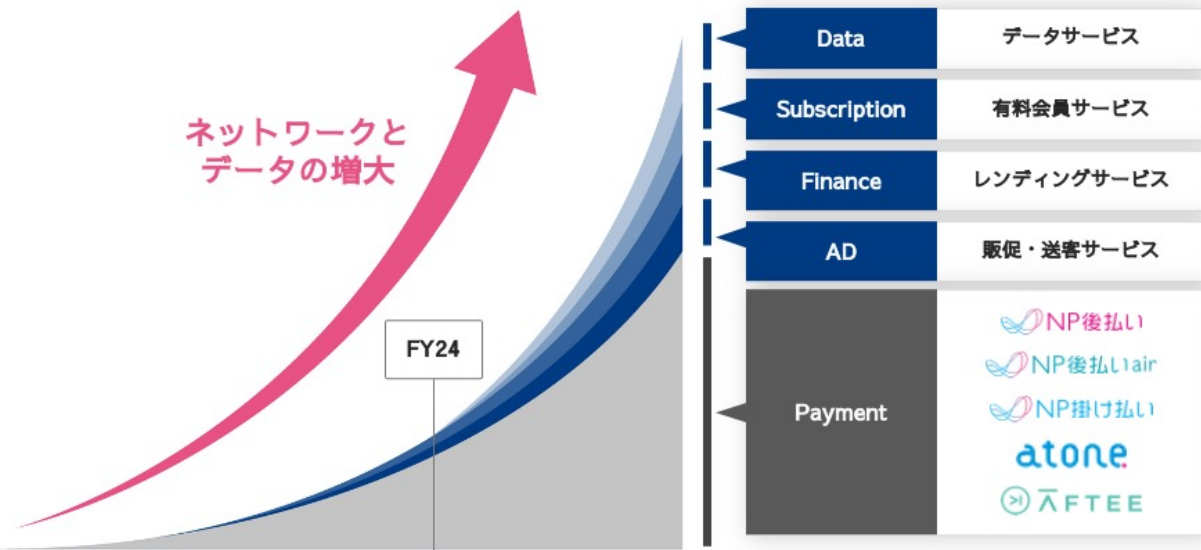 ネットワークと
データの増大
FY24
Data
データサービス
Subscription
有料会員サービス
Finance
レンディングサービス
AD
販促・送客サービス
Payment
NP後払い
NP後払いair
NP掛け払い
atone
AFTEE